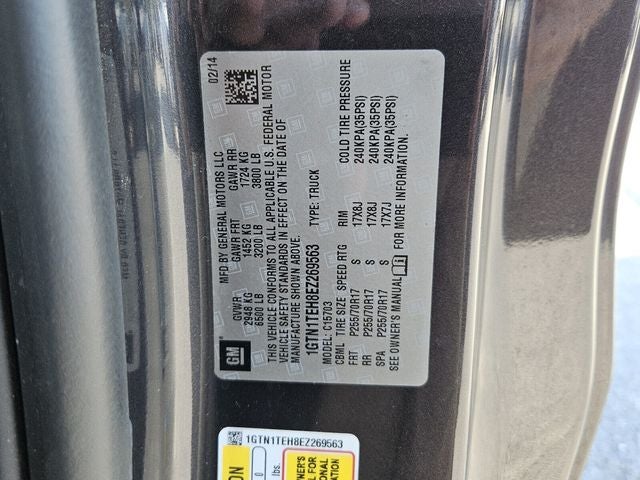 02/14
GM
MFD BY GENERAL MOTORS LLC
GVWR GAWR FRT GAWR RR
2948 KG 1452 KG 1724 KG
6500 LB 3200 LB 3800 LB
THIS VEHICLE CONFORMS TO ALL APPLICABLE U.S. FEDERAL MOTOR
VEHICLE SAFETY STANDARDS IN EFFECT ON THE DATE OF
MANUFACTURE SHOWN ABOVE.
1GTN1TEH8EZ269563 TYPE: TRUCK
MODEL: C15703
CBML TIRE SIZE SPEED RTG RIM COLD TIRE PRESSURE
FRT P255/70R17 S 17X8J 240KPA(35PSI)
RR P255/70R17 S 17X8J 240KPA(35PSI)
SPA P255/70R17 S 17X7J 240KPA(35PSI)
SEE OWNER'S MANUAL FOR MORE INFORMATION.
1GTN1TEH8EZ269563
0
lbs.